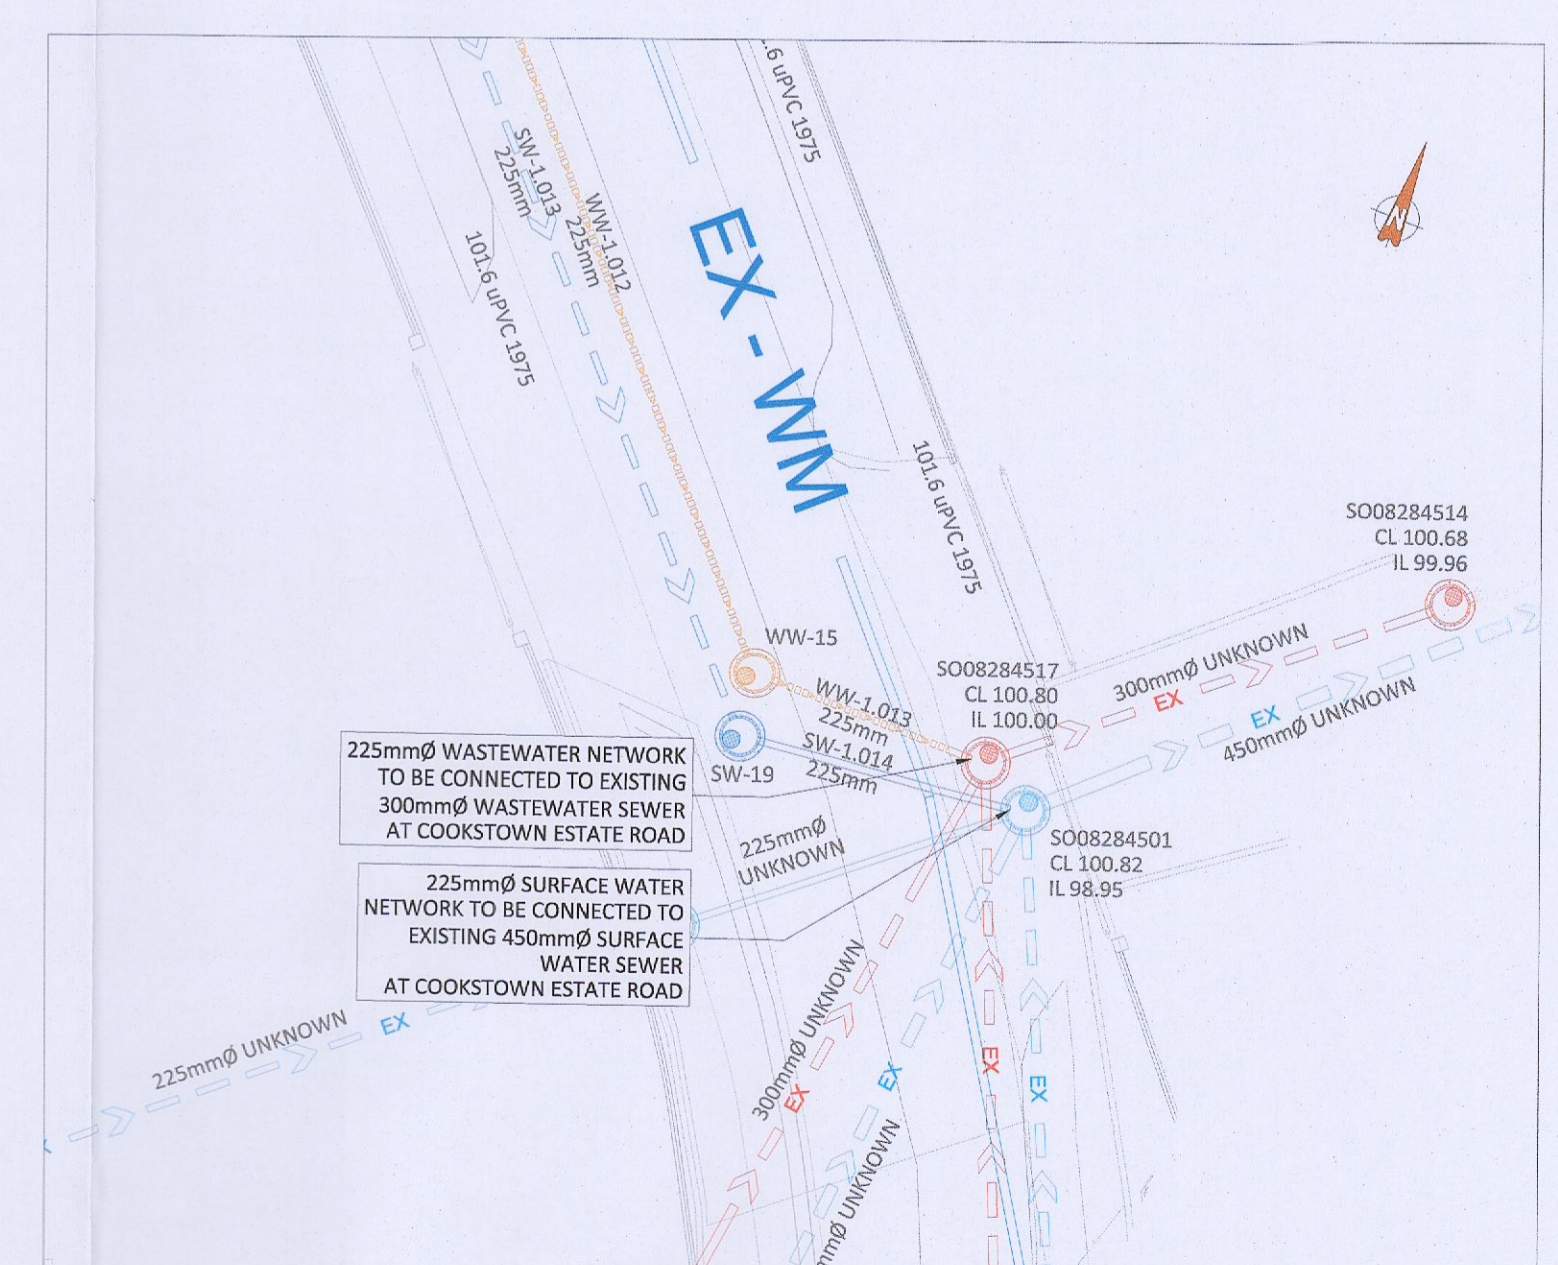 .6 uPVC 1975
SW-1.013
225mm
WW-1.012
225mm
101.6 uPVC 1975
EX - WM
N
101.6 uPVC 1975
SO08284514
CL 100.68
IL 99.96
WW-15
SO08284517
CL 100.80
IL 100.00
300mmØ UNKNOWN
EX
EX
450mmØ UNKNOWN
WW-1.013
225mm
SW-1.014
225mm
SW-19
225mmØ WASTEWATER NETWORK
TO BE CONNECTED TO EXISTING
300mmØ WASTEWATER SEWER
AT COOKSTOWN ESTATE ROAD
225mmØ
UNKNOWN
SO08284501
CL 100.82
IL 98.95
225mmØ SURFACE WATER
NETWORK TO BE CONNECTED TO
EXISTING 450mmØ SURFACE
WATER SEWER
AT COOKSTOWN ESTATE ROAD
225mmØ UNKNOWN
EX
300mmØ UNKNOWN
EX
EX
EX
EX
mmØ UNKNOWN